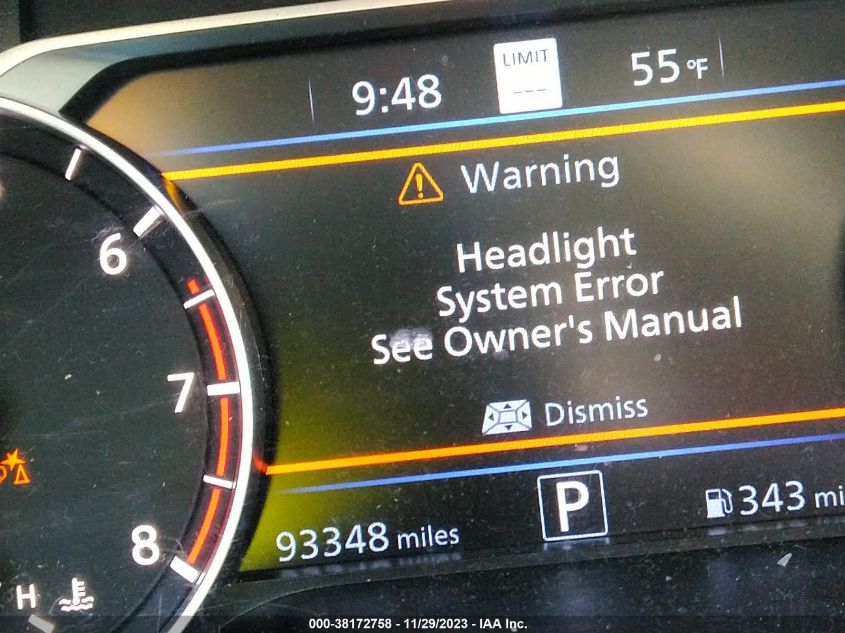 9:48
LIMIT
---
55 °F
Warning
Headlight
System Error
See Owner's Manual
Dismiss
6
7
8
H
93348 miles
P
343 mi
000-38172758 - 11/29/2023 - IAA Inc.